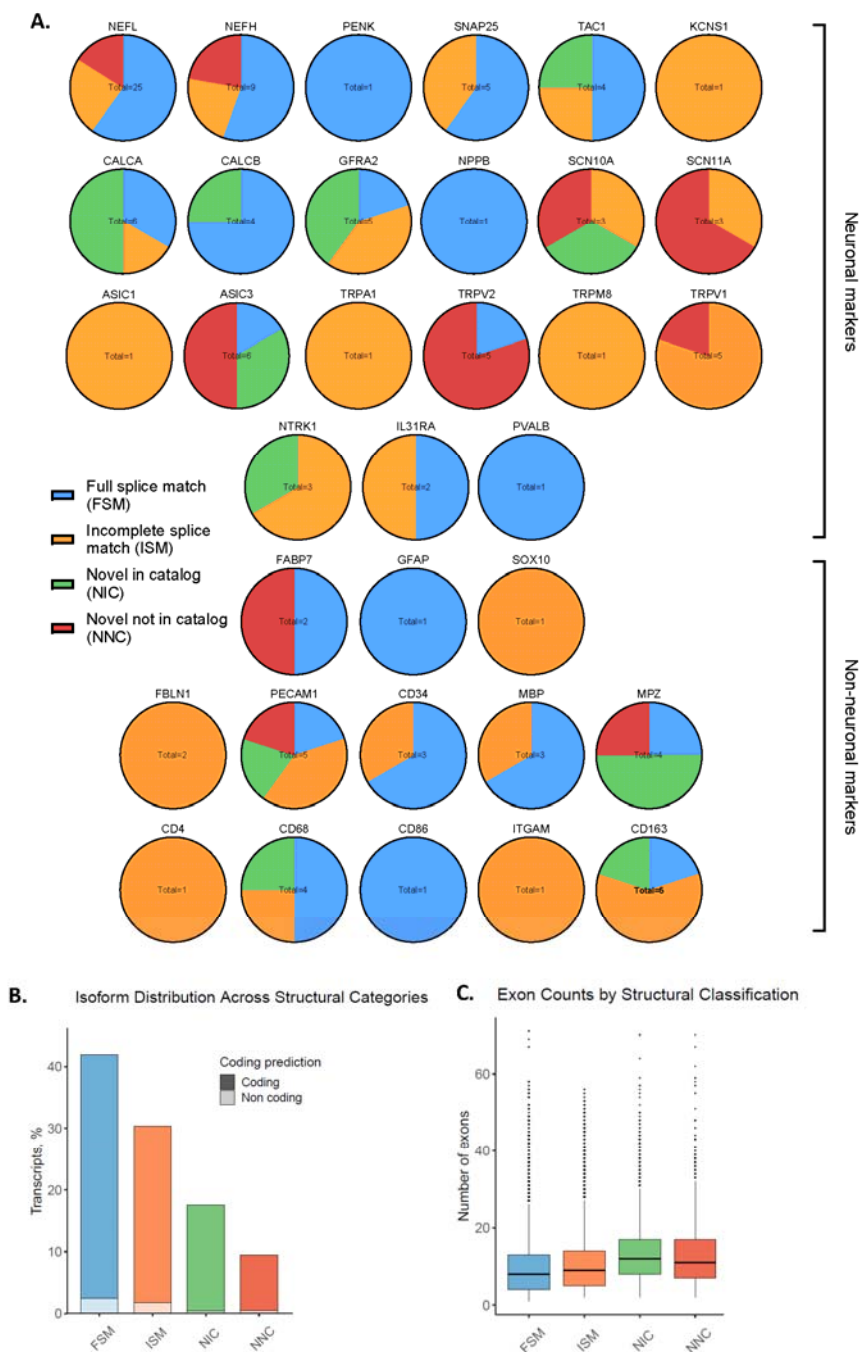 A.
NEFL NEFH PENK SNAP25 TAC1 KCNS1
Total=25 Total=9 Total=1 Total=5 Total=4 Total=1
CALCA CALCB GFRA2 NPPB SCN10A SCN11A
Total=6 Total=4 Total=5 Total=1 Total=3 Total=3
ASIC1 ASIC3 TRPA1 TRPV2 TRPM8 TRPV1
Total=1 Total=6 Total=1 Total=5 Total=1 Total=5
NTRK1 IL31RA PVALB
Total=3 Total=2 Total=1
Neuronal markers
Full splice match
(FSM)
Incomplete splice
match (ISM)
Novel in catalog
(NIC)
Novel not in catalog
(NNC)
FABP7 GFAP SOX10
Total=2 Total=1 Total=1
FBLN1 PECAM1 CD34 MBP MPZ
Total=2 Total=5 Total=3 Total=3 Total=4
CD4 CD68 CD86 ITGAM CD163
Total=1 Total=4 Total=1 Total=1 Total=6
Non-neuronal markers
B.
Isoform Distribution Across Structural Categories
Transcripts, %
40
30
20
10
0
Coding prediction
Coding
Non coding
FSM ISM NIC NNC
C.
Exon Counts by Structural Classification
Number of exons
60
40
20
0
FSM ISM NIC NNC